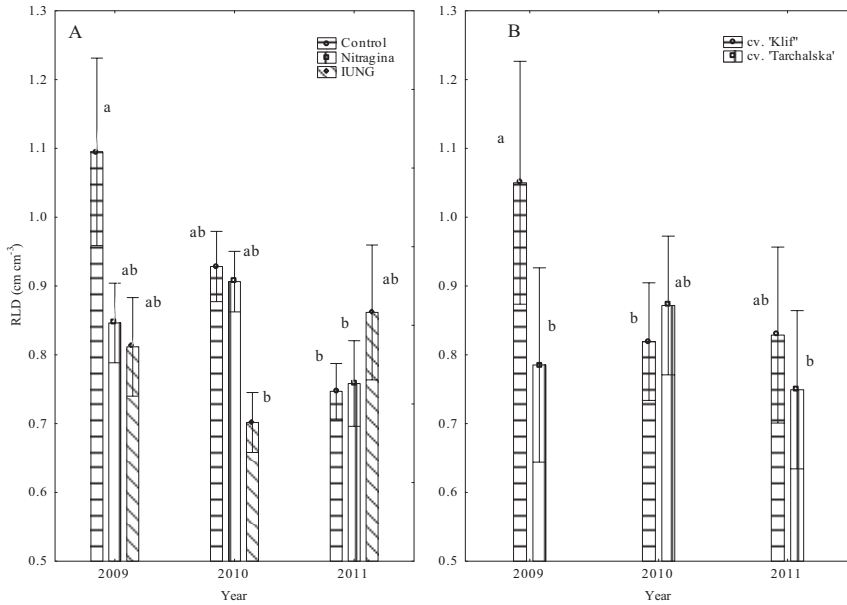 A
Control
Nitragina
IUNG
RLD (cm cm-3)
1.3
1.2
1.1
1.0
0.9
0.8
0.7
0.6
0.5
a
ab
ab
ab
ab
b
b
b
ab
2009
2010
2011
Year
B
cv. 'Klif"
cv. 'Tarchalska'
1.3
1.2
1.1
1.0
0.9
0.8
0.7
0.6
0.5
a
b
b
ab
ab
b
2009
2010
2011
Year